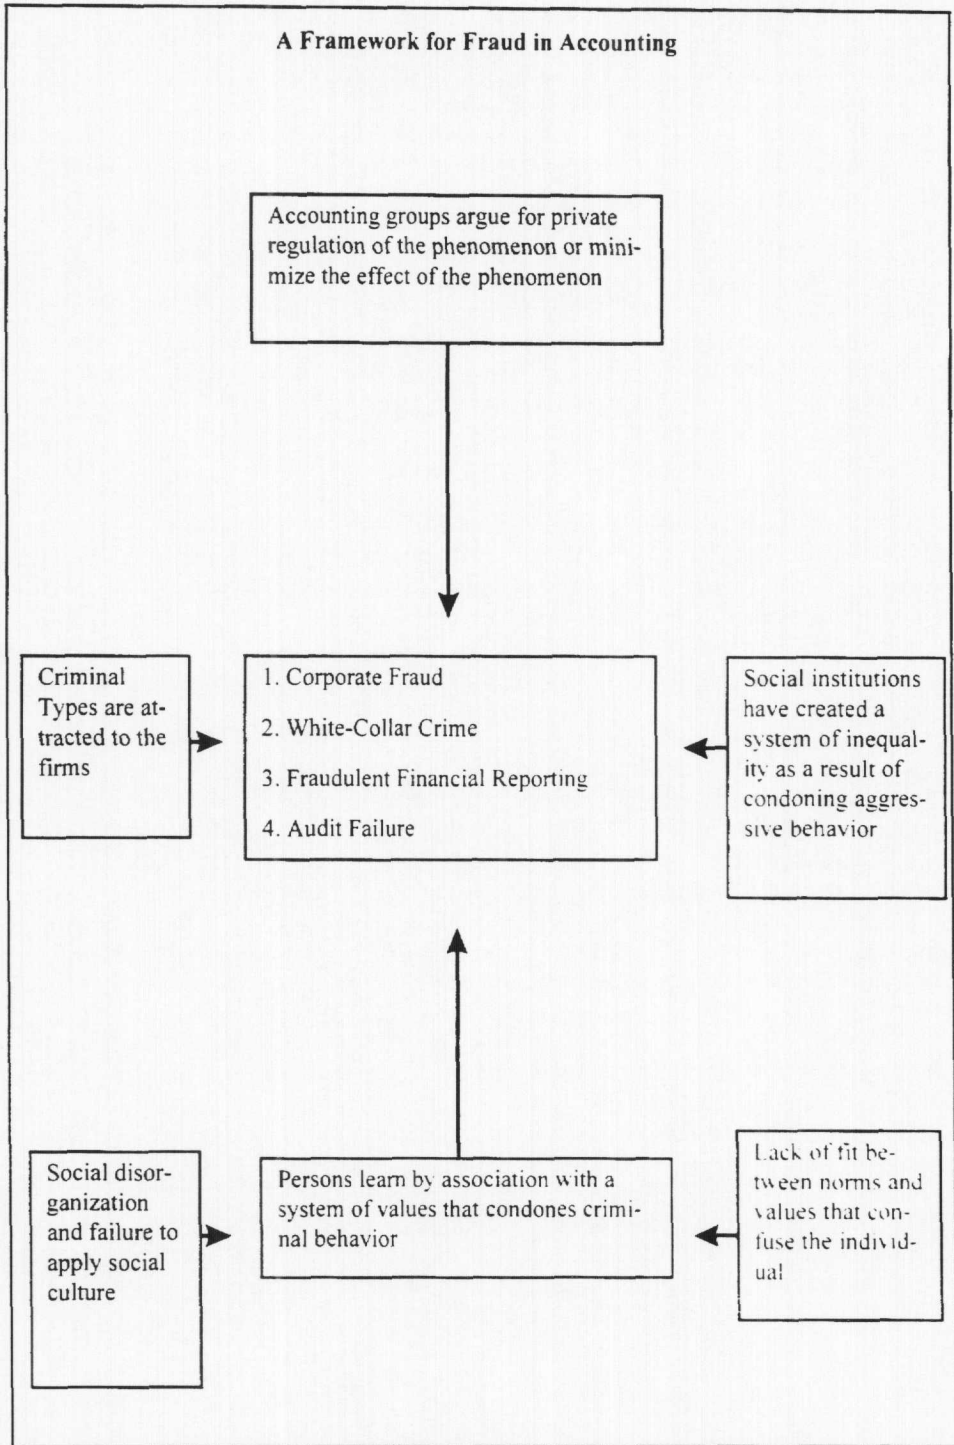 A Framework for Fraud in Accounting
Accounting groups argue for private
regulation of the phenomenon or mini-
mize the effect of the phenomenon
Criminal
Types are at-
tracted to the
firms
1. Corporate Fraud
2. White-Collar Crime
3. Fraudulent Financial Reporting
4. Audit Failure
Social institutions
have created a
system of inequal-
ity as a result of
condoning aggres-
sive behavior
Social disor-
ganization
and failure to
apply social
culture
Persons learn by association with a
system of values that condones crimi-
nal behavior
Lack of fit be-
tween norms and
values that con-
fuse the individ-
ual